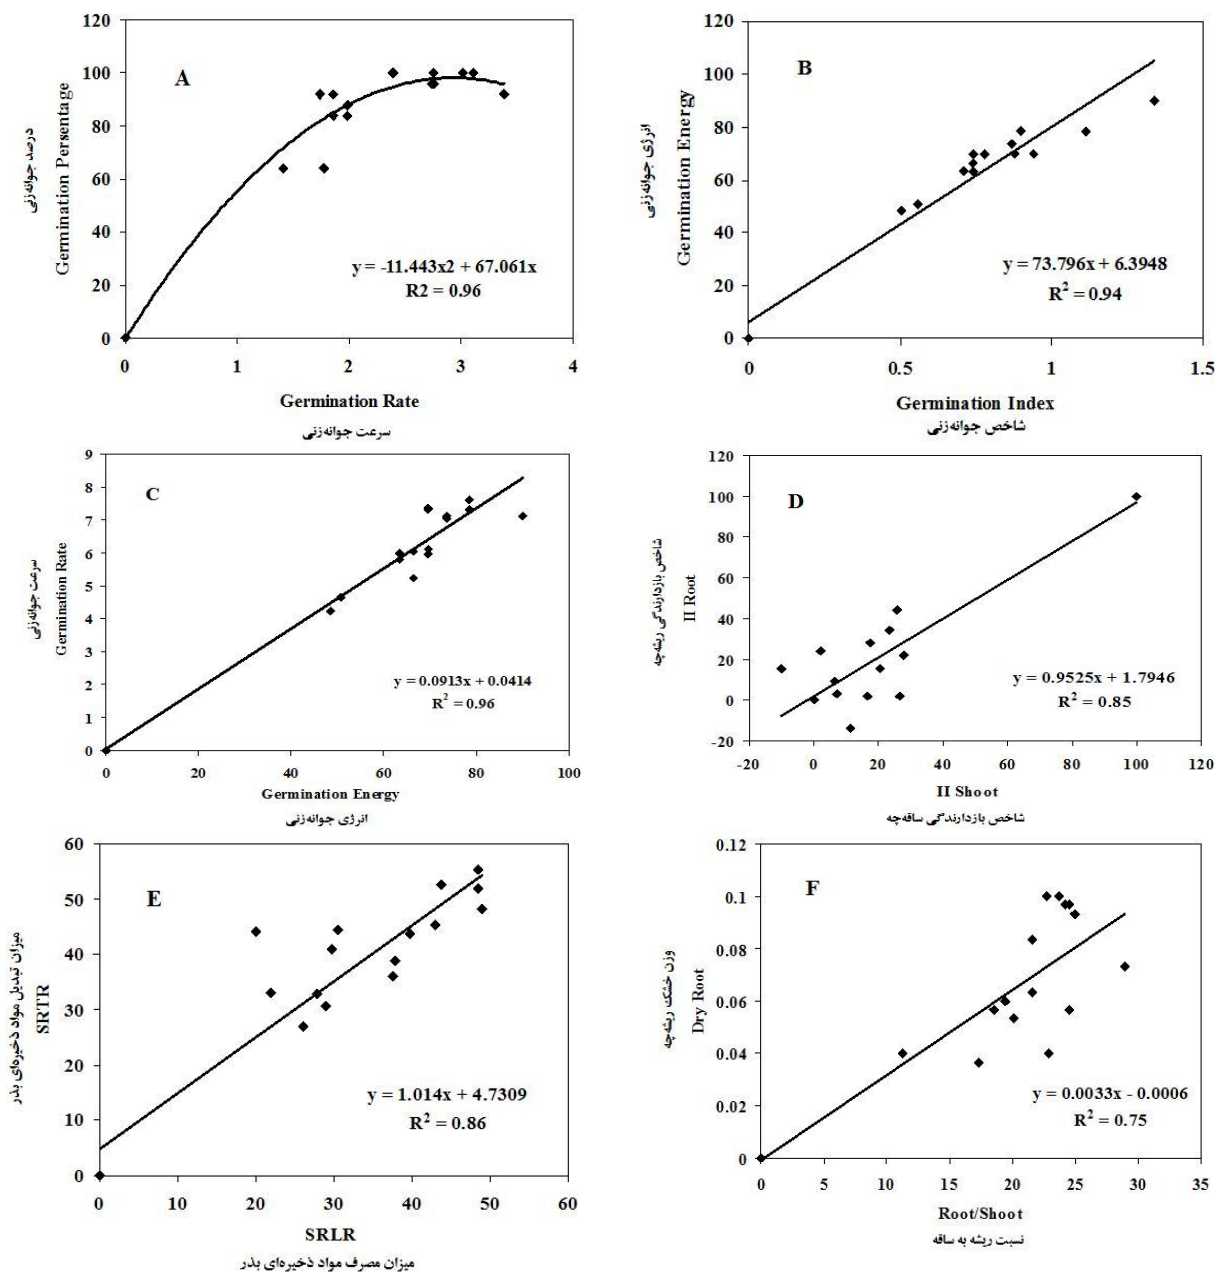 A
120
100
80
60
40
20
0
درصد جوانه‌زنی
Germination Persentage
y = -11.443x2 + 67.061x
R2 = 0.96
0 1 2 3 4
Germination Rate
سرعت جوانه‌زنی
B
120
100
80
60
40
20
0
انرژی جوانه‌زنی
Germination Energy
y = 73.796x + 6.3948
R² = 0.94
0 0.5 1 1.5
Germination Index
شاخص جوانه‌زنی
C
9
8
7
6
5
4
3
2
1
0
سرعت جوانه‌زنی
Germination Rate
y = 0.0913x + 0.0414
R² = 0.96
0 20 40 60 80 100
Germination Energy
انرژی جوانه‌زنی
D
120
100
80
60
40
20
0
-20
شاخص بازدارندگی ریشه‌چه
II Root
y = 0.9525x + 1.7946
R² = 0.85
-20 0 20 40 60 80 100 120
II Shoot
شاخص بازدارندگی ساقه‌چه
E
60
50
40
30
20
10
0
میزان تبدیل مواد ذخیره‌ای بذر
SRTR
y = 1.014x + 4.7309
R² = 0.86
0 10 20 30 40 50 60
SRLR
میزان مصرف مواد ذخیره‌ای بذر
F
0.12
0.1
0.08
0.06
0.04
0.02
0
وزن خشک ریشه‌چه
Dry Root
y = 0.0033x - 0.0006
R² = 0.75
0 5 10 15 20 25 30 35
Root/Shoot
نسبت ریشه به ساقه